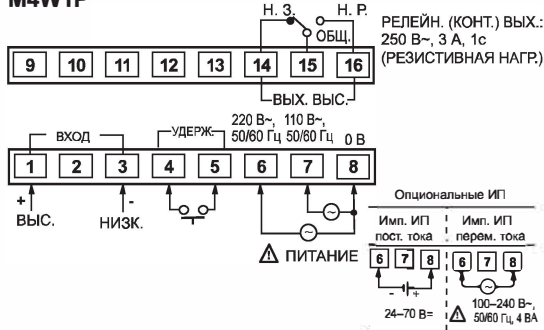 M4W1P
Н. З. Н. Р.
ОБЩ.
РЕЛЕЙН. (КОНТ.) ВЫХ.:
250 В~, 3 А, 1с
(РЕЗИСТИВНАЯ НАГР.)
9 10 11 12 13 14 15 16
ВЫХ. ВЫС.
220 В~, 110 В~,
50/60 Гц 50/60 Гц 0 В
ВХОД УДЕРЖ.
1 2 3 4 5 6 7 8
+ -
ВЫС. НИЗК.
~
~
ПИТАНИЕ
Опциональные ИП
Имп. ИП
пост. тока
6 7 8
- +
24–70 В=
Имп. ИП
перем. тока
6 7 8
~
100–240 В~,
50/60 Гц, 4 ВА